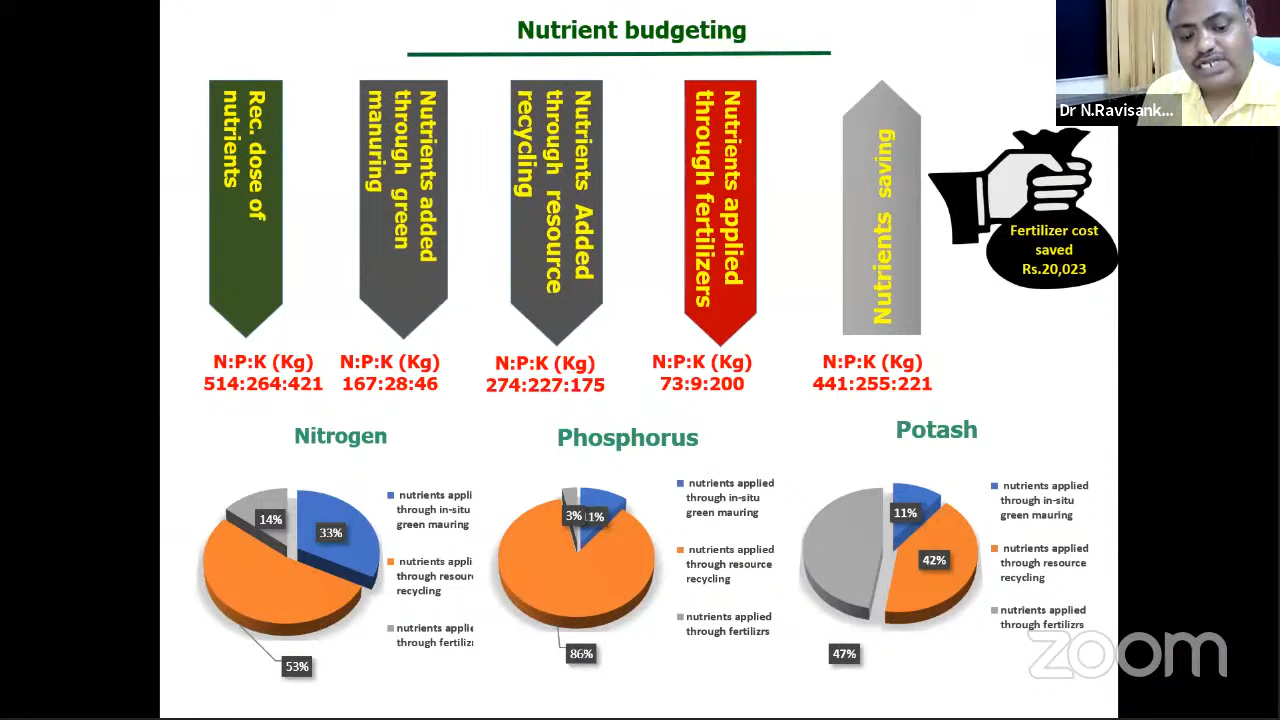 Nutrient budgeting
Dr N.Ravisank...
Rec. dose of
nutrients
Nutrients added
through green
manuring
Nutrients Added
through resource
recycling
Nutrients applied
through fertilizers
Nutrients saving
Fertilizer cost
saved
Rs.20,023
N:P:K (Kg)
514:264:421
N:P:K (Kg)
167:28:46
N:P:K (Kg)
274:227:175
N:P:K (Kg)
73:9:200
N:P:K (Kg)
441:255:221
Nitrogen
14%
33%
53%
nutrients appli
through in-situ
green mauring
nutrients applie
through resour
recycling
nutrients applie
through fertiliz
Phosphorus
3%
1%
86%
nutrients applied
through in-situ
green mauring
nutrients applied
through resource
recycling
nutrients applied
through fertilizrs
Potash
11%
42%
47%
nutrients applied
through in-situ
green mauring
nutrients applied
through resource
recycling
nutrients applied
through fertilizrs
zoom